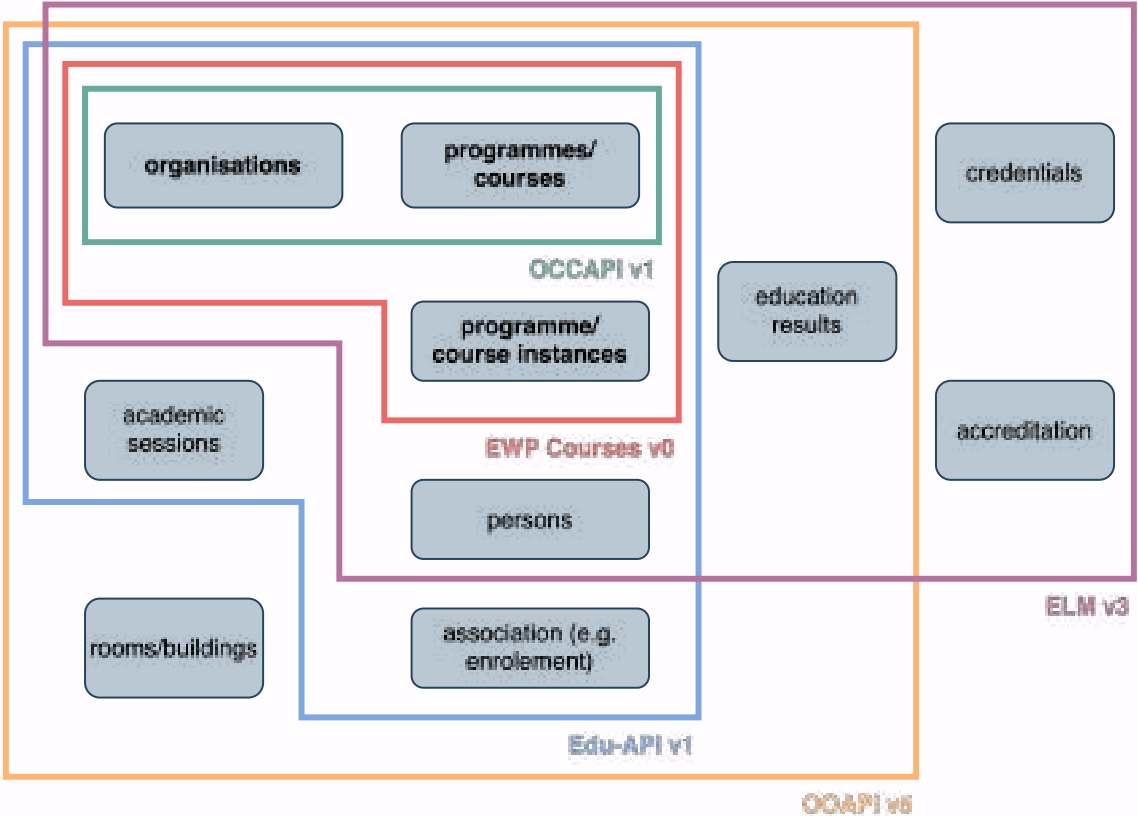 organisations
programmes/
courses
credentials
OCCAPI v1
education
results
programme/
course instances
academic
sessions
accreditation
EWP Courses v0
persons
ELM v3
rooms/buildings
association (e.g.
enrolement)
Edu-API v1
OOAPI v5